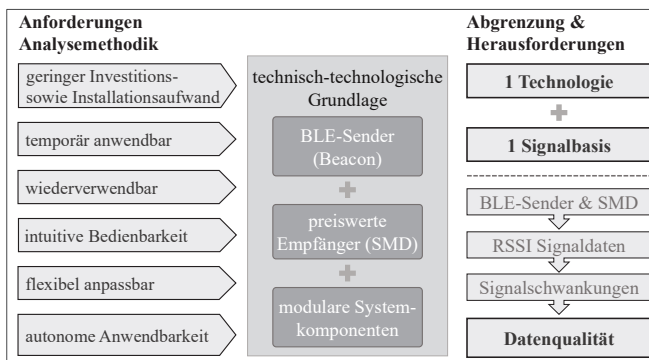 Anforderungen
Analysemethodik
geringer Investitions-
sowie Installationsaufwand
temporär anwendbar
wiederverwendbar
intuitive Bedienbarkeit
flexibel anpassbar
autonome Anwendbarkeit
technisch-technologische
Grundlage
BLE-Sender
(Beacon)
preiswerte
Empfänger (SMD)
modulare System-
komponenten
Abgrenzung &
Herausforderungen
1 Technologie
1 Signalbasis
BLE-Sender & SMD
RSSI Signaldaten
Signalschwankungen
Datenqualität